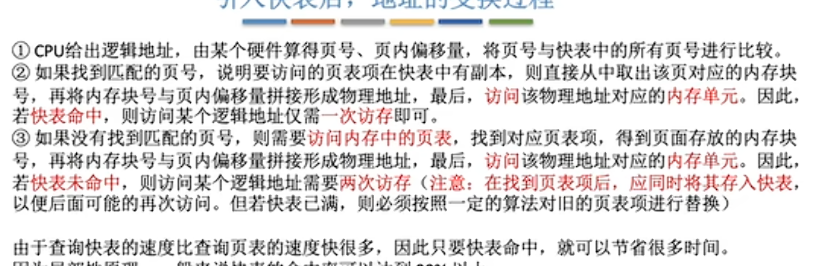 引入快表后，地址的变换过程
① CPU给出逻辑地址，由某个硬件算得页号、页内偏移量，将页号与快表中的所有页号进行比较。
② 如果找到匹配的页号，说明要访问的页表项在快表中有副本，则直接从中取出该页对应的内存块
号，再将内存块号与页内偏移量拼接形成物理地址，最后，访问该物理地址对应的内存单元。因此，
若快表命中，则访问某个逻辑地址仅需一次访存即可。
③ 如果没有找到匹配的页号，则需要访问内存中的页表，找到对应页表项，得到页面存放的内存块
号，再将内存块号与页内偏移量拼接形成物理地址，最后，访问该物理地址对应的内存单元。因此，
若快表未命中，则访问某个逻辑地址需要两次访存（注意：在找到页表项后，应同时将其存入快表，
以便后面可能的再次访问。但若快表已满，则必须按照一定的算法对旧的页表项进行替换）
由于查询快表的速度比查询页表的速度快很多，因此只要快表命中，就可以节省很多时间。